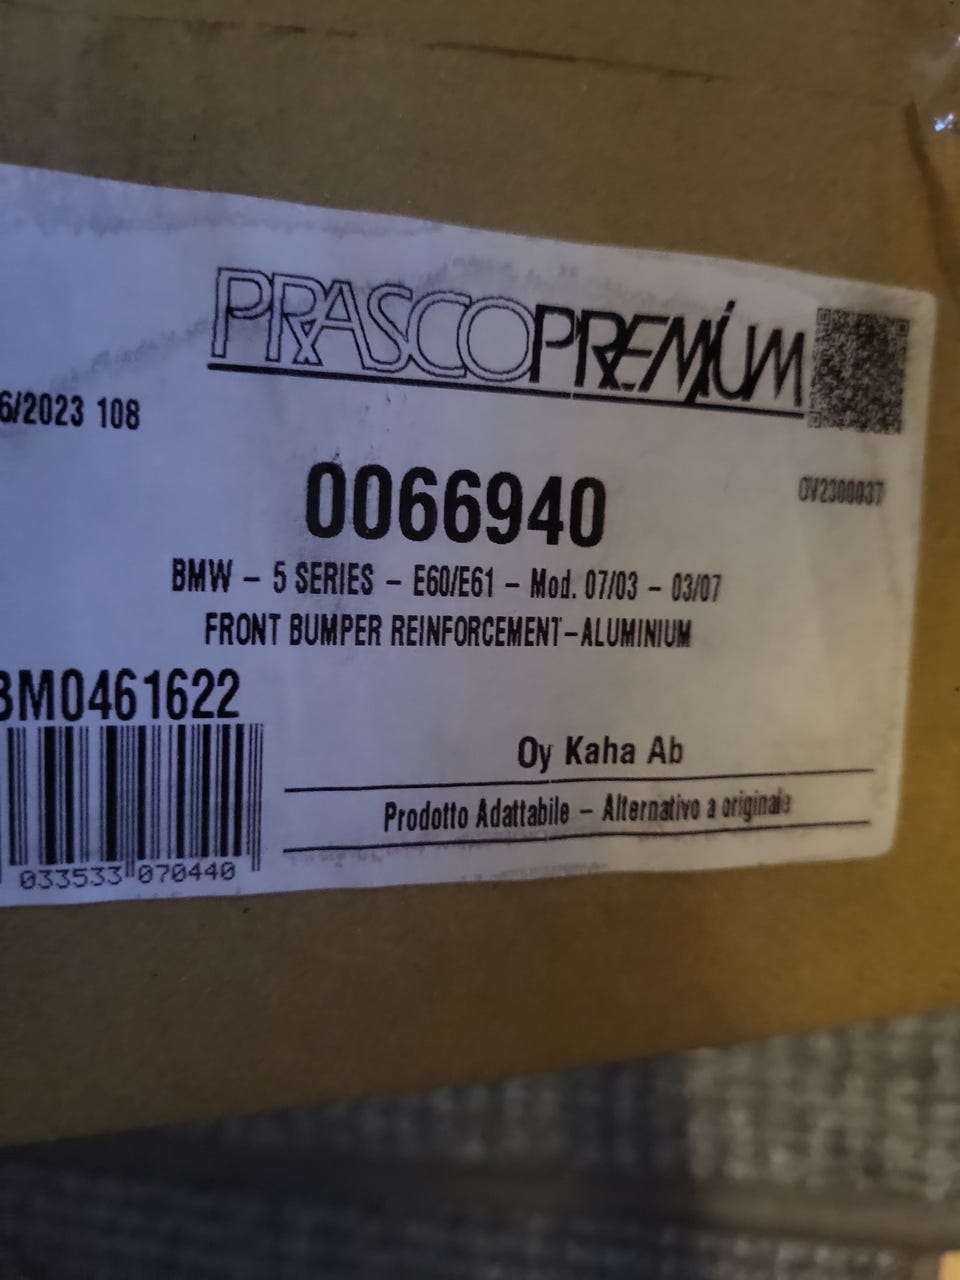 PRASCOPREMIUM
6/2023 108
0066940
OV2300037
BMW - 5 SERIES - E60/E61 - Mod. 07/03 - 03/07
FRONT BUMPER REINFORCEMENT-ALUMINIUM
BM0461622
Oy Kaha Ab
Prodotto Adattabile - Alternativo a originale
033533 070440